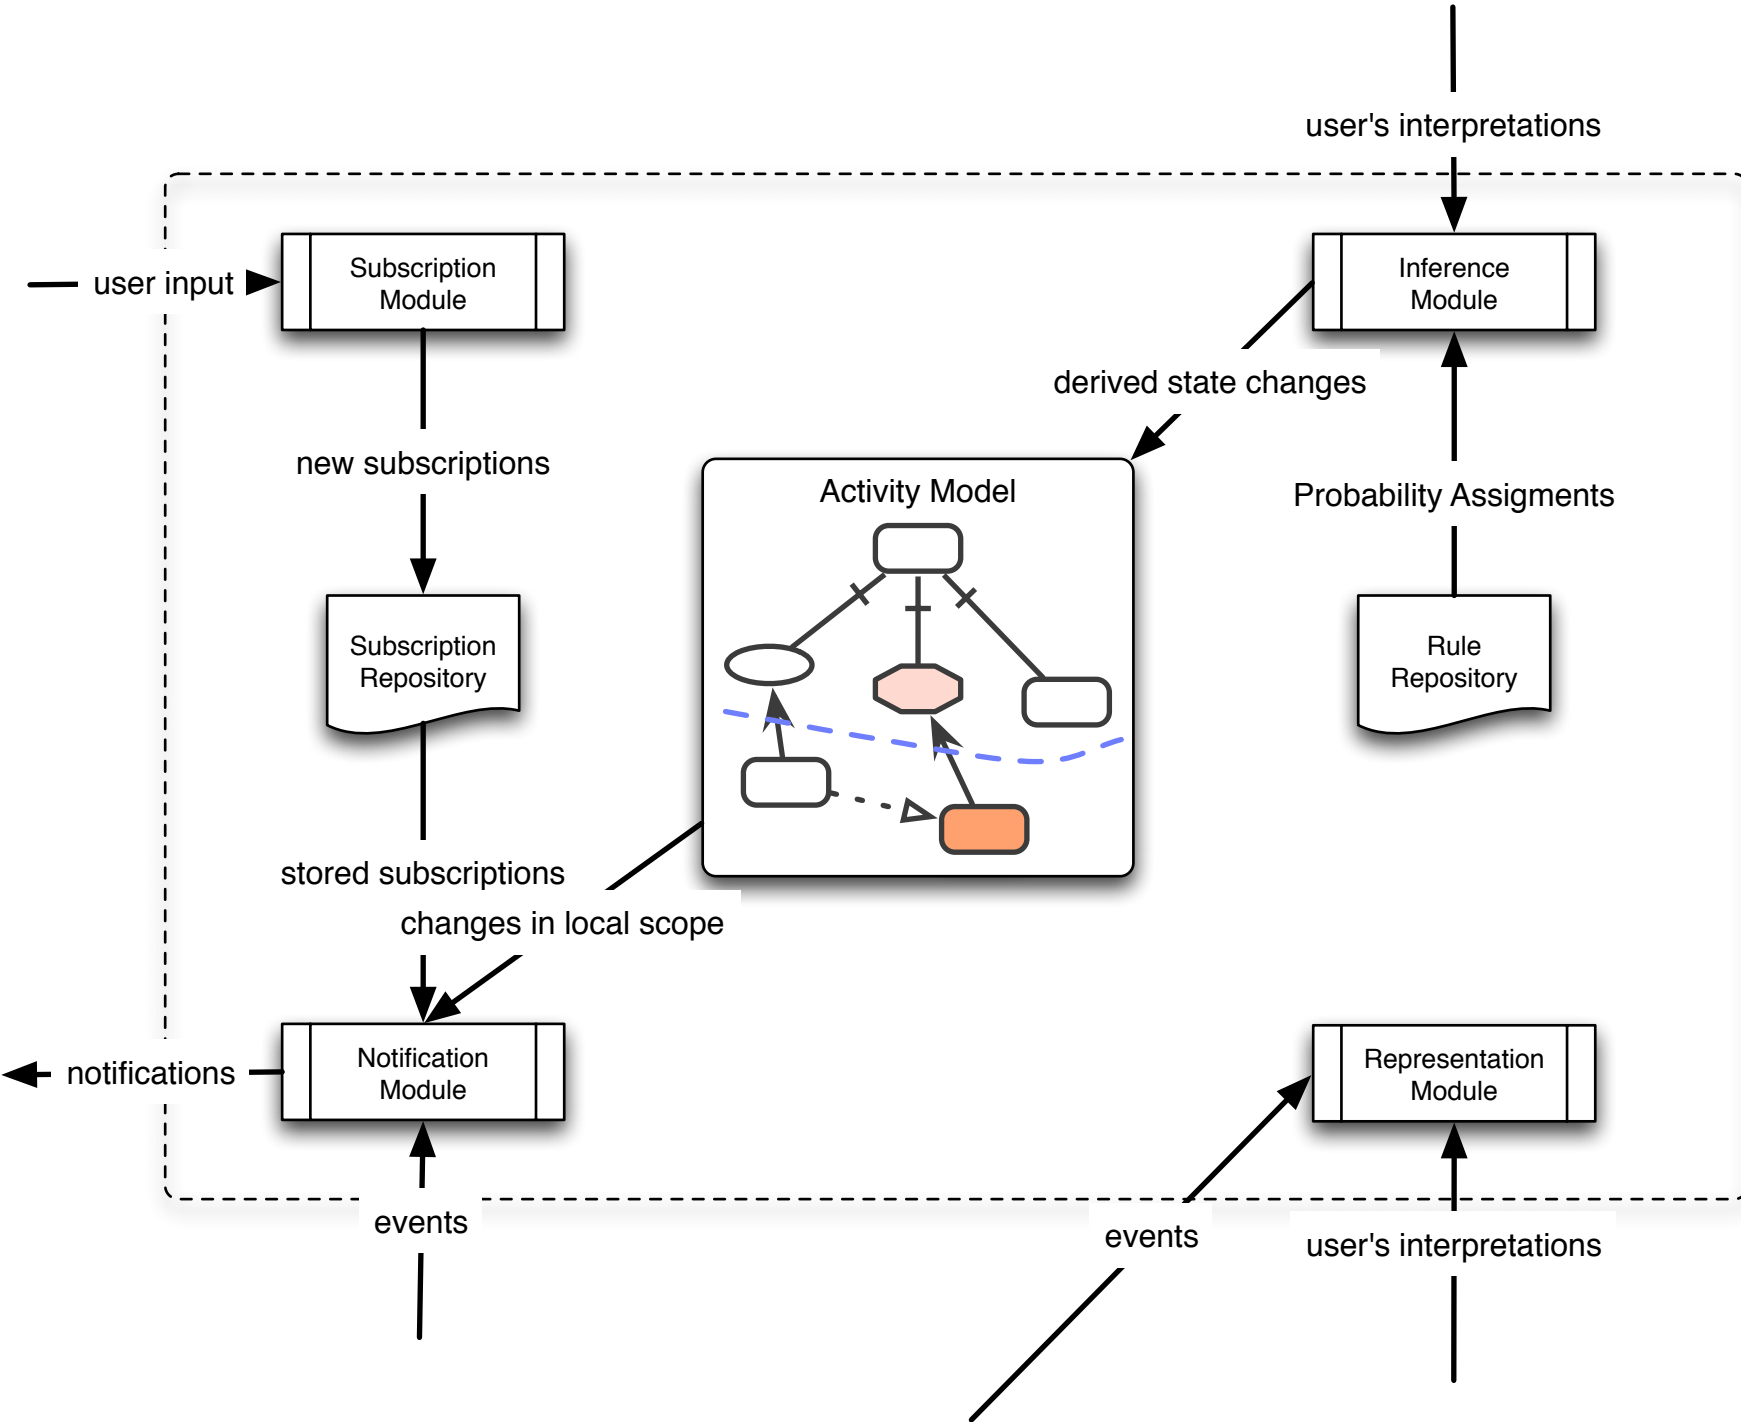 user's interpretations
user input
Subscription
Module
Inference
Module
derived state changes
new subscriptions
Activity Model
Probability Assigments
Subscription
Repository
Rule
Repository
stored subscriptions
changes in local scope
notifications
Notification
Module
Representation
Module
events
events
user's interpretations